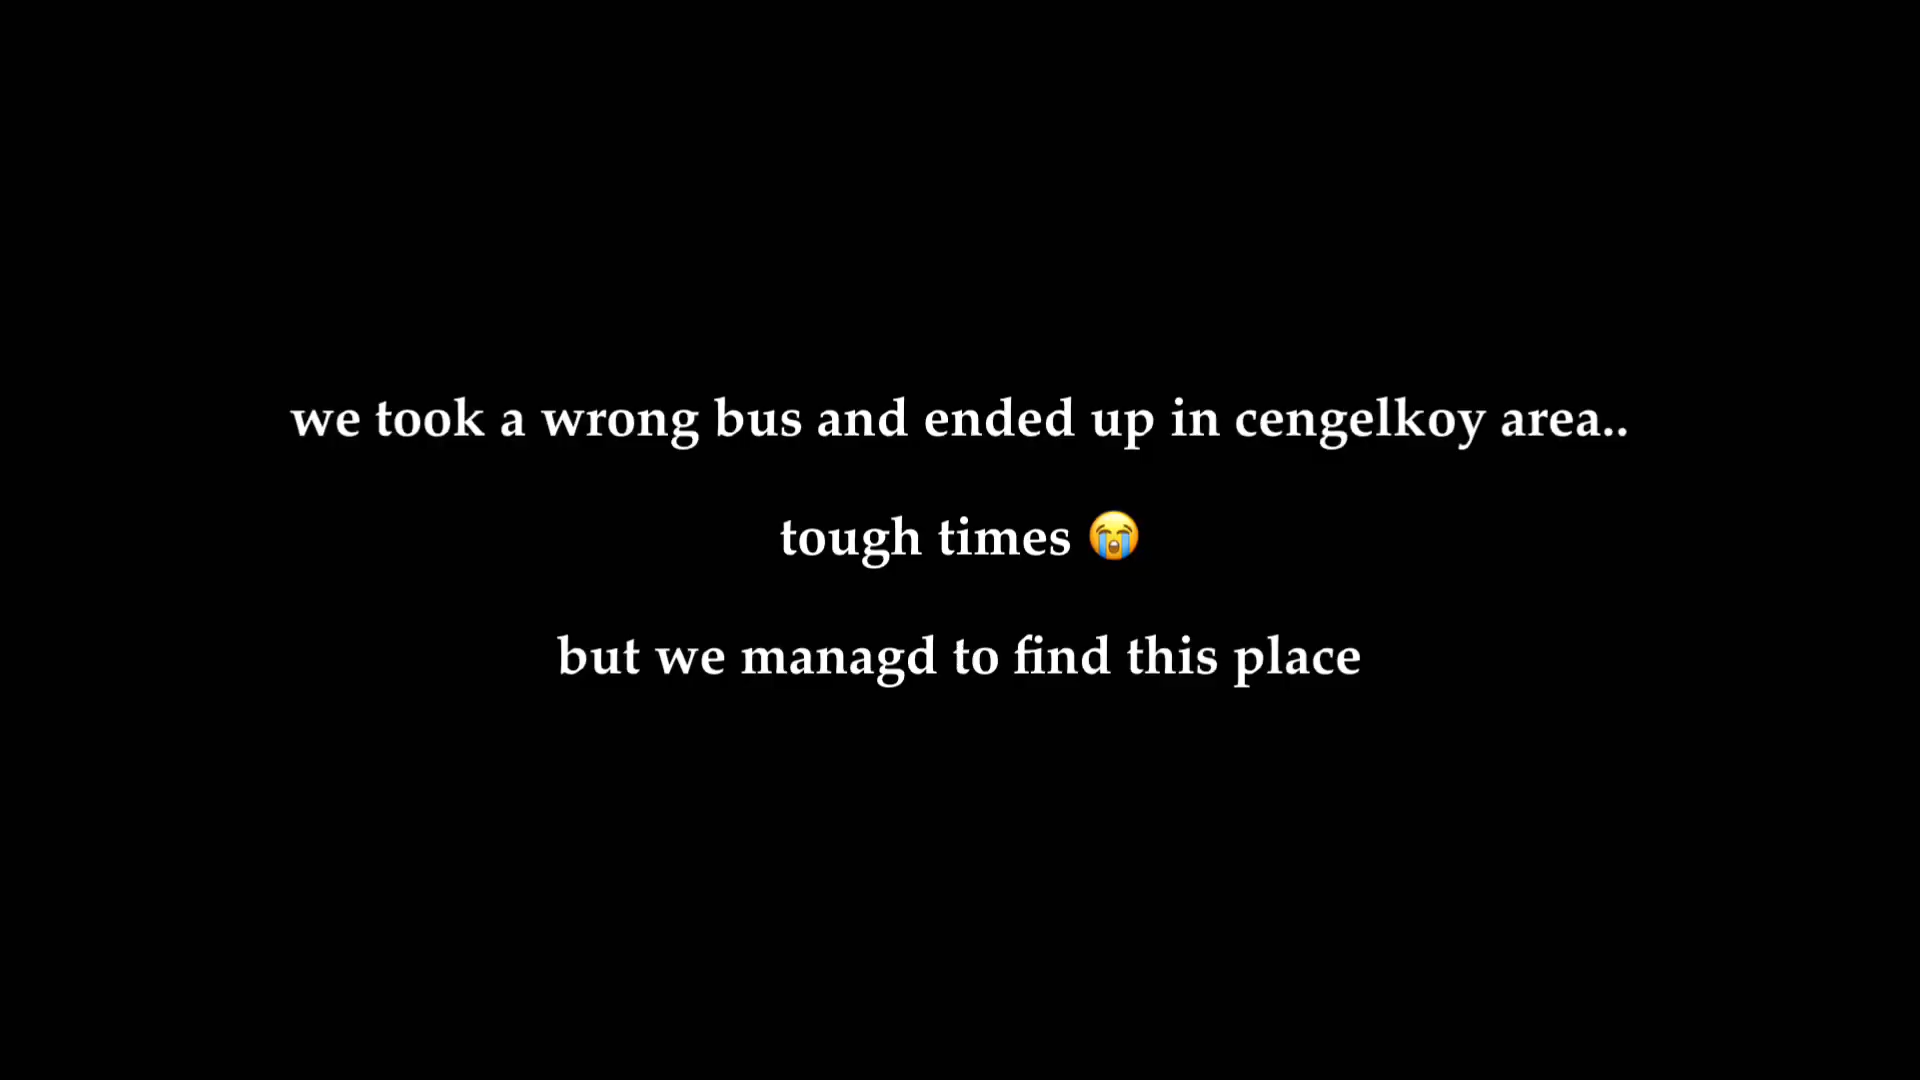 we took a wrong bus and ended up in cengelkoy area..
tough times 😭
but we managd to find this place